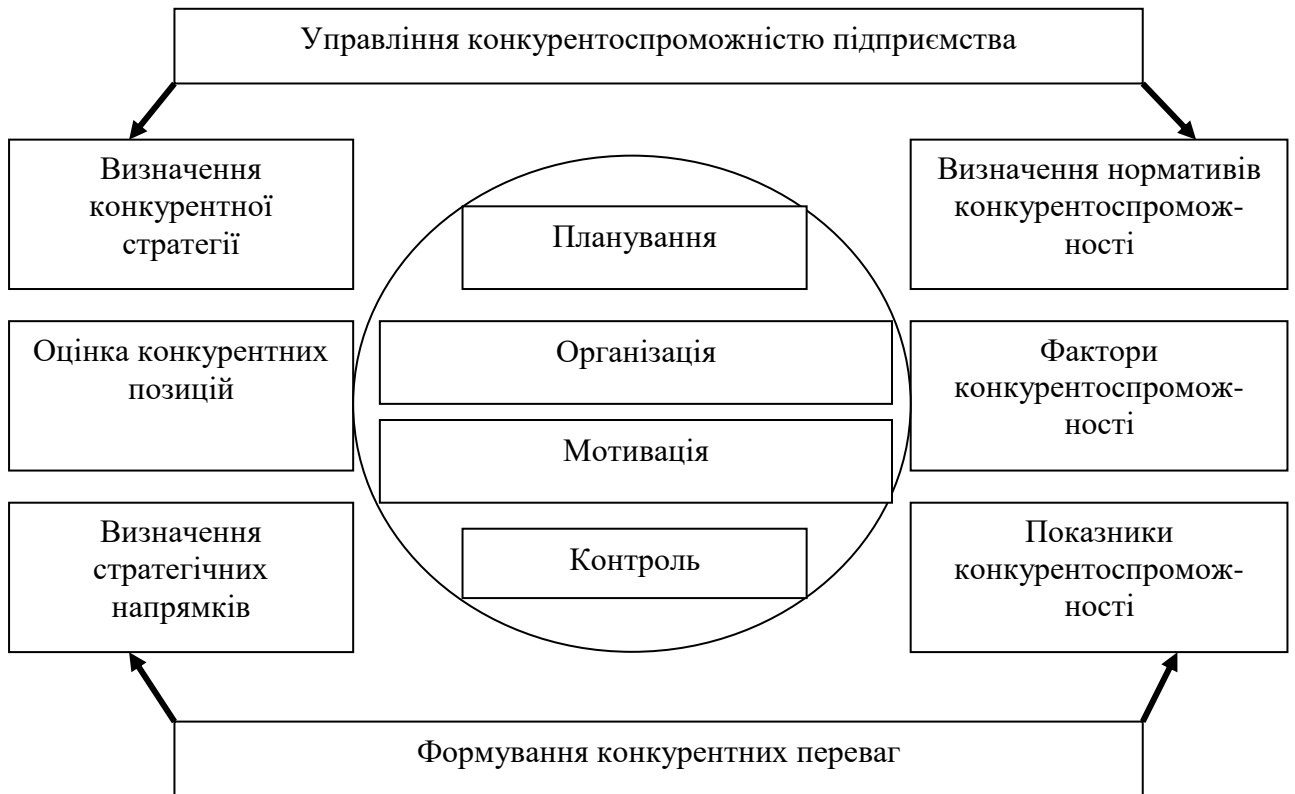 Управління конкурентоспроможністю підприємства
Визначення
конкурентної
стратегії
Планування
Визначення нормативів
конкурентоспромож-
ності
Оцінка конкурентних
позицій
Організація
Мотивація
Фактори
конкурентоспромож-
ності
Визначення
стратегічних
напрямків
Контроль
Показники
конкурентоспромож-
ності
Формування конкурентних переваг